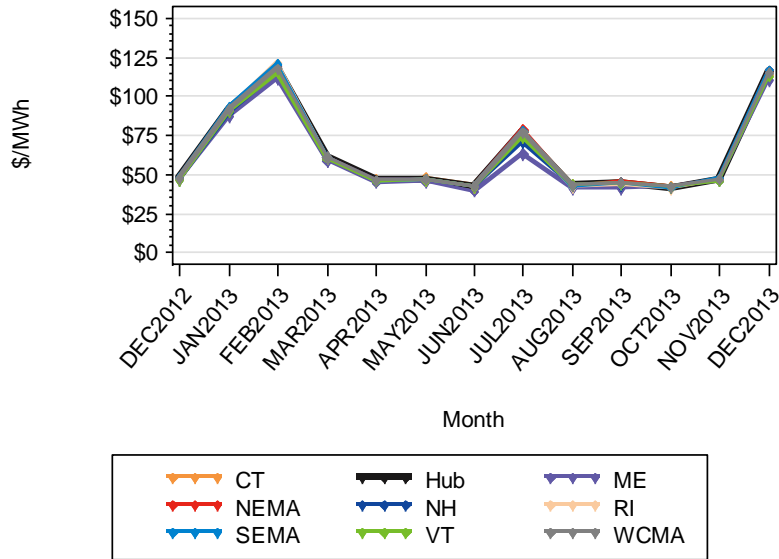 $/MWh
$150
$125
$100
$75
$50
$25
$0
DEC2012
JAN2013
FEB2013
MAR2013
APR2013
MAY2013
JUN2013
JUL2013
AUG2013
SEP2013
OCT2013
NOV2013
DEC2013
Month
CT Hub ME
NEMA NH RI
SEMA VT WCMA